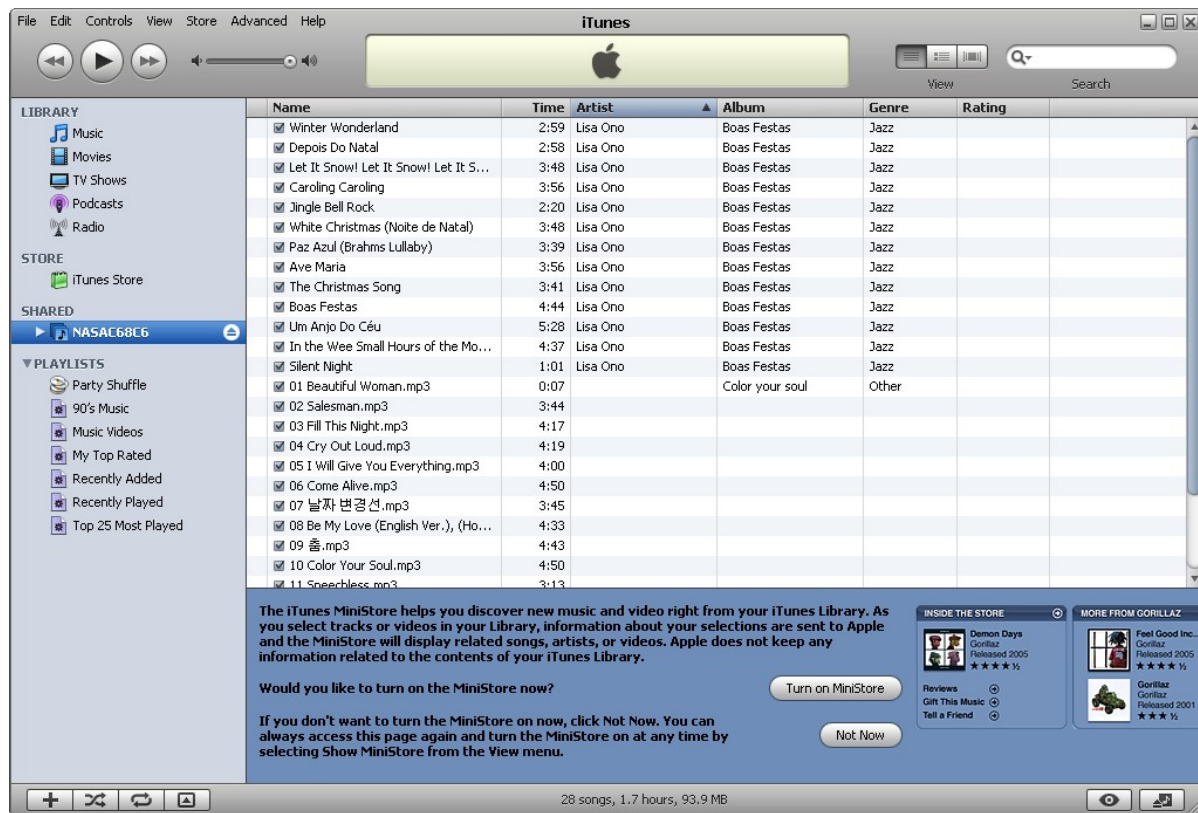 File Edit Controls View Store Advanced Help
iTunes
View
Search
LIBRARY
Music
Movies
TV Shows
Podcasts
Radio
STORE
iTunes Store
SHARED
NASAC68C6
PLAYLISTS
Party Shuffle
90's Music
Music Videos
My Top Rated
Recently Added
Recently Played
Top 25 Most Played
Name Time Artist Album Genre Rating
Winter Wonderland 2:59 Lisa Ono Boas Festas Jazz
Depois Do Natal 2:58 Lisa Ono Boas Festas Jazz
Let It Snow! Let It Snow! Let It S... 3:48 Lisa Ono Boas Festas Jazz
Caroling Caroling 3:56 Lisa Ono Boas Festas Jazz
Jingle Bell Rock 2:20 Lisa Ono Boas Festas Jazz
White Christmas (Noite de Natal) 3:48 Lisa Ono Boas Festas Jazz
Paz Azul (Brahms Lullaby) 3:39 Lisa Ono Boas Festas Jazz
Ave Maria 3:56 Lisa Ono Boas Festas Jazz
The Christmas Song 3:41 Lisa Ono Boas Festas Jazz
Boas Festas 4:44 Lisa Ono Boas Festas Jazz
Um Anjo Do Céu 5:28 Lisa Ono Boas Festas Jazz
In the Wee Small Hours of the Mo... 4:37 Lisa Ono Boas Festas Jazz
Silent Night 1:01 Lisa Ono Boas Festas Jazz
01 Beautiful Woman.mp3 0:07 Color your soul Other
02 Salesman.mp3 3:44
03 Fill This Night.mp3 4:17
04 Cry Out Loud.mp3 4:19
05 I Will Give You Everything.mp3 4:00
06 Come Alive.mp3 4:50
07 날짜 변경선.mp3 3:45
08 Be My Love (English Ver.), (Ho... 4:33
09 춤.mp3 4:43
10 Color Your Soul.mp3 4:50
11 Speechless.mp3 3:13
The iTunes MiniStore helps you discover new music and video right from your iTunes Library. As
you select tracks or videos in your Library, information about your selections are sent to Apple
and the MiniStore will display related songs, artists, or videos. Apple does not keep any
information related to the contents of your iTunes Library.
Would you like to turn on the MiniStore now?
Turn on MiniStore
If you don't want to turn the MiniStore on now, click Not Now. You can
always access this page again and turn the MiniStore on at any time by
selecting Show MiniStore from the View menu.
Not Now
INSIDE THE STORE
Demon Days
Gorillaz
Released 2005
Reviews
Gift This Music
Tell a Friend
MORE FROM GORILLAZ
Feel Good Inc...
Gorillaz
Released 2005
Gorillaz
Gorillaz
Released 2001
28 songs, 1.7 hours, 93.9 MB